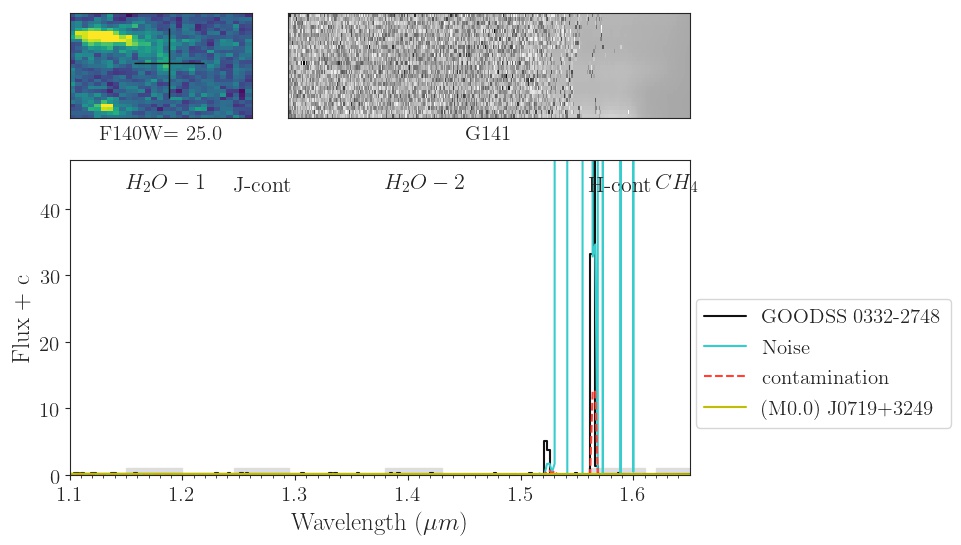 F140W= 25.0
G141
H₂O − 1
J-cont
H₂O − 2
H-cont
CH₄
40
30
20
10
0
Flux + c
1.1
1.2
1.3
1.4
1.5
1.6
Wavelength (μm)
GOODSS 0332-2748
Noise
contamination
(M0.0) J0719+3249